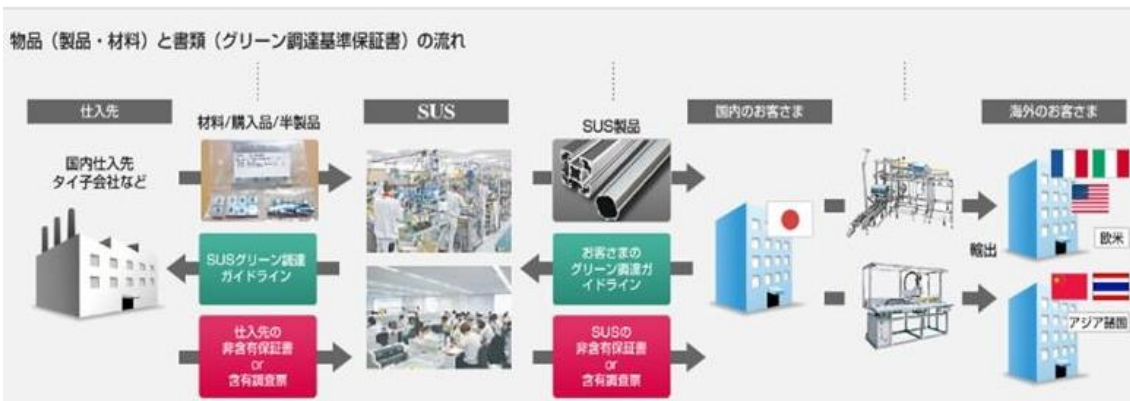 物品（製品・材料）と書類（グリーン調達基準保証書）の流れ
仕入先
材料/購入品/半製品
SUS
SUS製品
国内のお客さま
海外のお客さま
国内仕入先
タイ子会社など
SUSグリーン調達
ガイドライン
お客さまの
グリーン調達ガ
イドライン
輸出
欧米
アジア諸国
仕入先の
非含有保証書
or
含有調査票
SUSの
非含有保証書
or
含有調査票